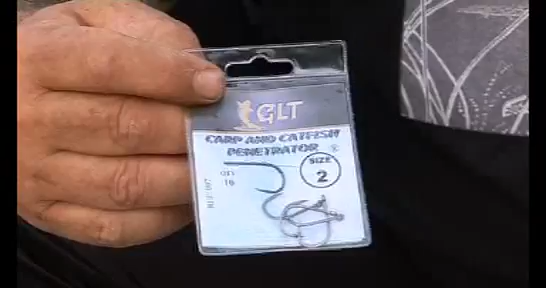 GLT
CARP AND CATFISH
PENETRATOR ®
SIZE
2
QTY
10